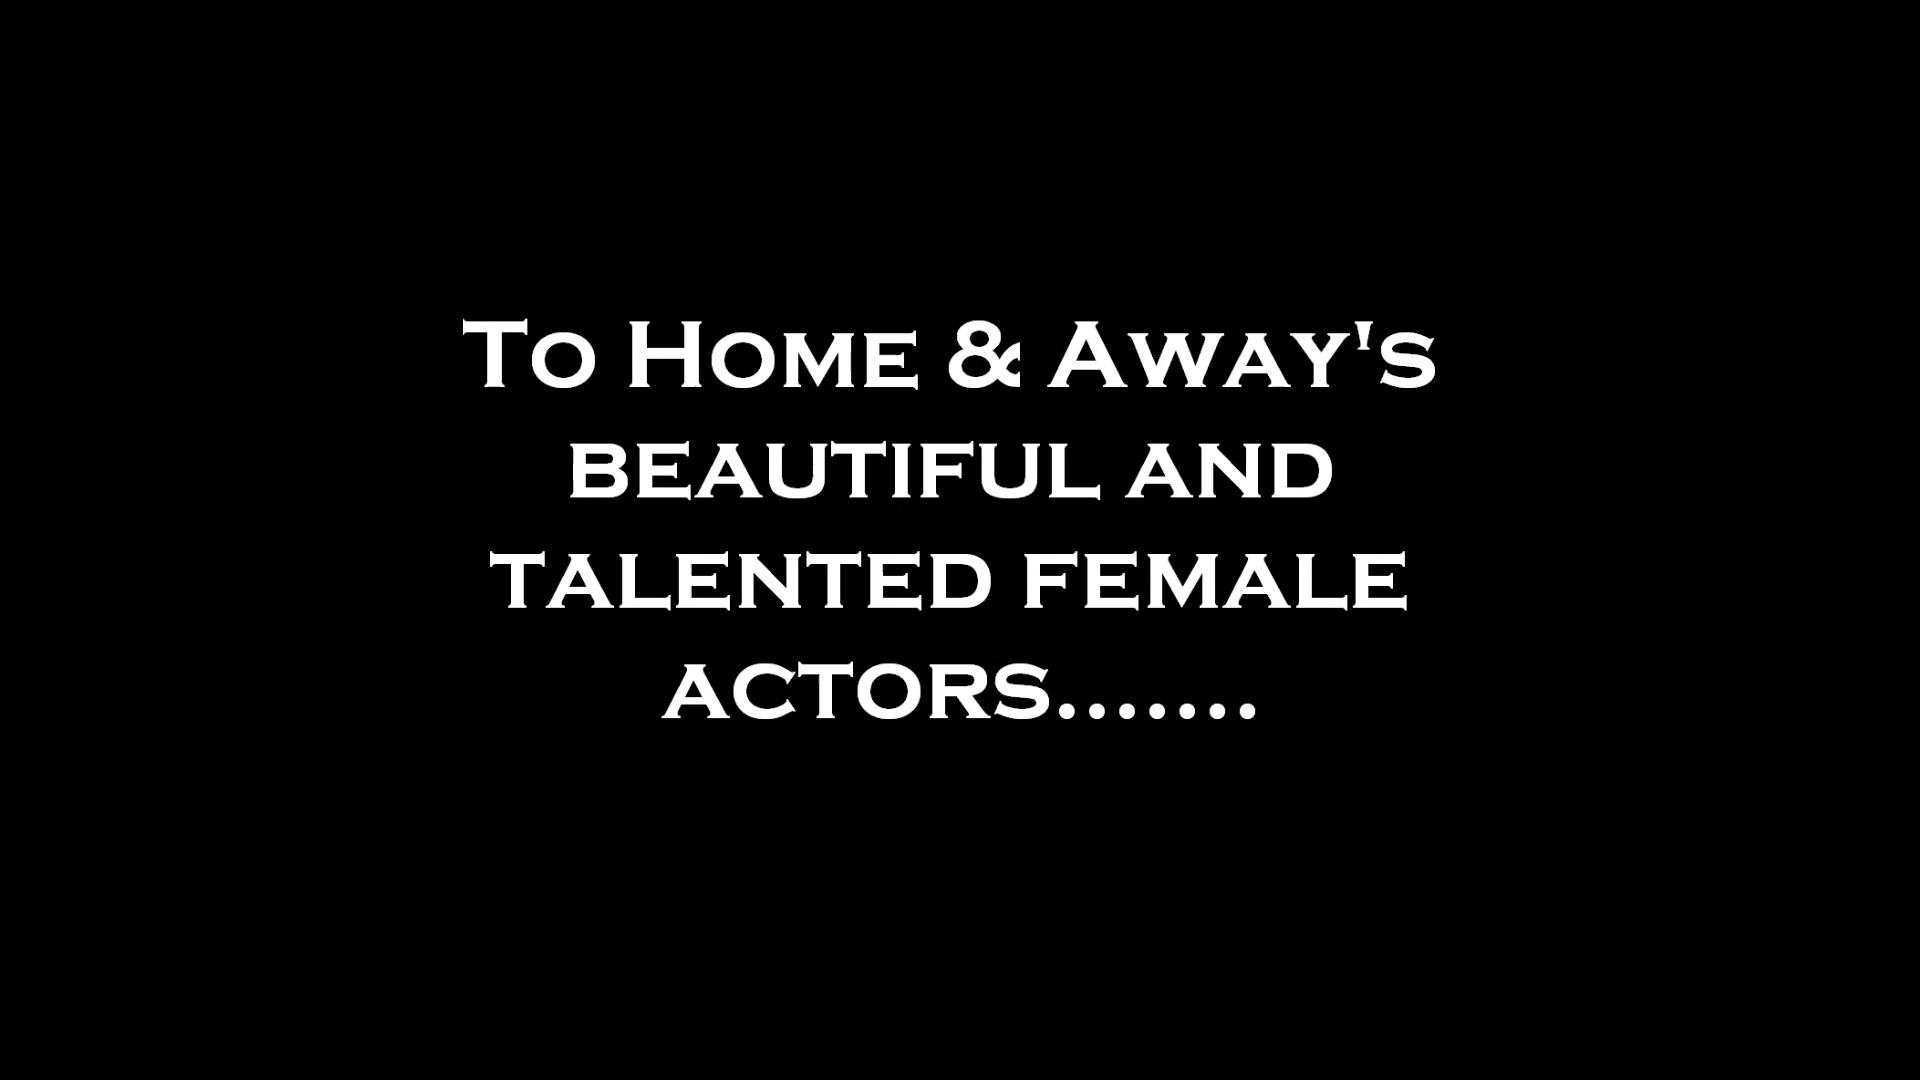 To Home & Away's
beautiful and
talented female
actors.......